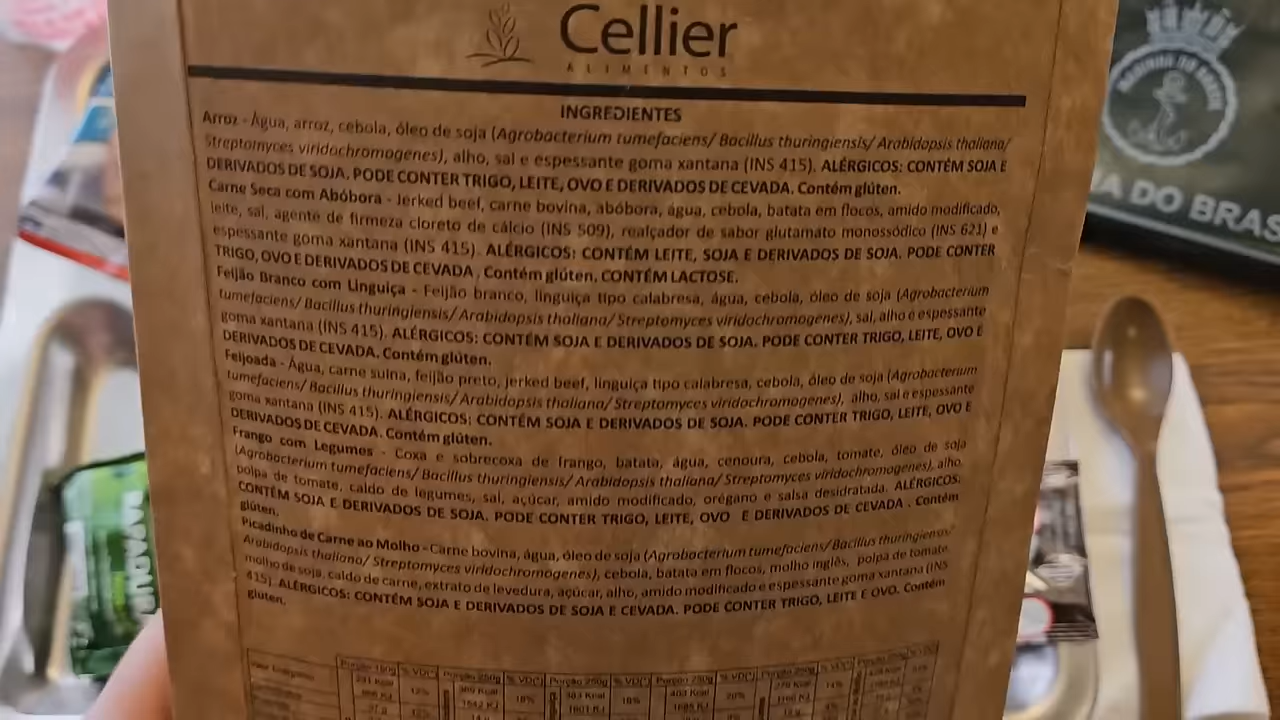 Cellier
ALIMENTOS
INGREDIENTES
Arroz - Água, arroz, cebola, óleo de soja (Agrobacterium tumefaciens/ Bacillus thuringiensis/ Arabidopsis thaliana/
Streptomyces viridochromogenes), alho, sal e espessante goma xantana (INS 415). ALÉRGICOS: CONTÉM SOJA E
DERIVADOS DE SOJA. PODE CONTER TRIGO, LEITE, OVO E DERIVADOS DE CEVADA. Contém glúten.
Carne Seca com Abóbora - Jerked beef, carne bovina, abóbora, água, cebola, batata em flocos, amido modificado,
leite, sal, agente de firmeza cloreto de cálcio (INS 509), realçador de sabor glutamato monossódico (INS 621) e
espessante goma xantana (INS 415). ALÉRGICOS: CONTÉM LEITE, SOJA E DERIVADOS DE SOJA. PODE CONTER
TRIGO, OVO E DERIVADOS DE CEVADA . Contém glúten. CONTÉM LACTOSE.
Feijão Branco com Linguiça - Feijão branco, linguiça tipo calabresa, água, cebola, óleo de soja (Agrobacterium
tumefaciens/ Bacillus thuringiensis/ Arabidopsis thaliana/ Streptomyces viridochromogenes), sal, alho e espessante
goma xantana (INS 415). ALÉRGICOS: CONTÉM SOJA E DERIVADOS DE SOJA. PODE CONTER TRIGO, LEITE, OVO E
DERIVADOS DE CEVADA. Contém glúten.
Feijoada - Água, carne suína, feijão preto, jerked beef, linguiça tipo calabresa, cebola, óleo de soja (Agrobacterium
tumefaciens/ Bacillus thuringiensis/ Arabidopsis thaliana/ Streptomyces viridochromogenes), alho, sal e espessante
goma xantana (INS 415). ALÉRGICOS: CONTÉM SOJA E DERIVADOS DE SOJA. PODE CONTER TRIGO, LEITE, OVO E
DERIVADOS DE CEVADA. Contém glúten.
Frango com Legumes - Coxa e sobrecoxa de frango, batata, água, cenoura, cebola, tomate, óleo de soja
(Agrobacterium tumefaciens/ Bacillus thuringiensis/ Arabidopsis thaliana/ Streptomyces viridochromogenes), alho,
polpa de tomate, caldo de legumes, sal, açúcar, amido modificado, orégano e salsa desidratada. ALÉRGICOS:
CONTÉM SOJA E DERIVADOS DE SOJA. PODE CONTER TRIGO, LEITE, OVO E DERIVADOS DE CEVADA . Contém
glúten.
Picadinho de Carne ao Molho - Carne bovina, água, óleo de soja (Agrobacterium tumefaciens/ Bacillus thuringiensis/
Arabidopsis thaliana/ Streptomyces viridochromogenes), cebola, batata em flocos, molho inglês, polpa de tomate,
molho de soja, caldo de carne, extrato de levedura, açúcar, alho, amido modificado e espessante goma xantana (INS
415). ALÉRGICOS: CONTÉM SOJA E DERIVADOS DE SOJA E CEVADA. PODE CONTER TRIGO, LEITE E OVO. Contém
glúten.
Porção 250g % VD(*) Porção 250g % VD(*) Porção 250g % VD(*)
MARINHA DO BRASIL
DO BRAS